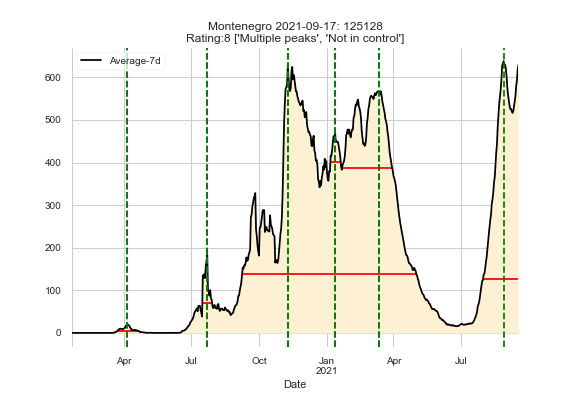 Montenegro 2021-09-17: 125128
Rating:8 ['Multiple peaks', 'Not in control']
Average-7d
600
500
400
300
200
100
0
Apr
Jul
Oct
Jan
2021
Apr
Jul
Date